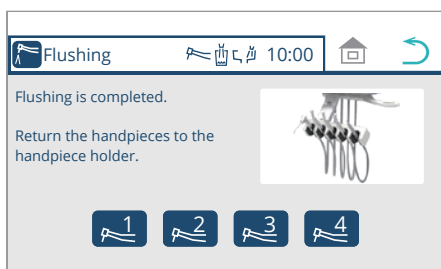 Flushing 10:00
Flushing is completed.
Return the handpieces to the
handpiece holder.
1 2 3 4